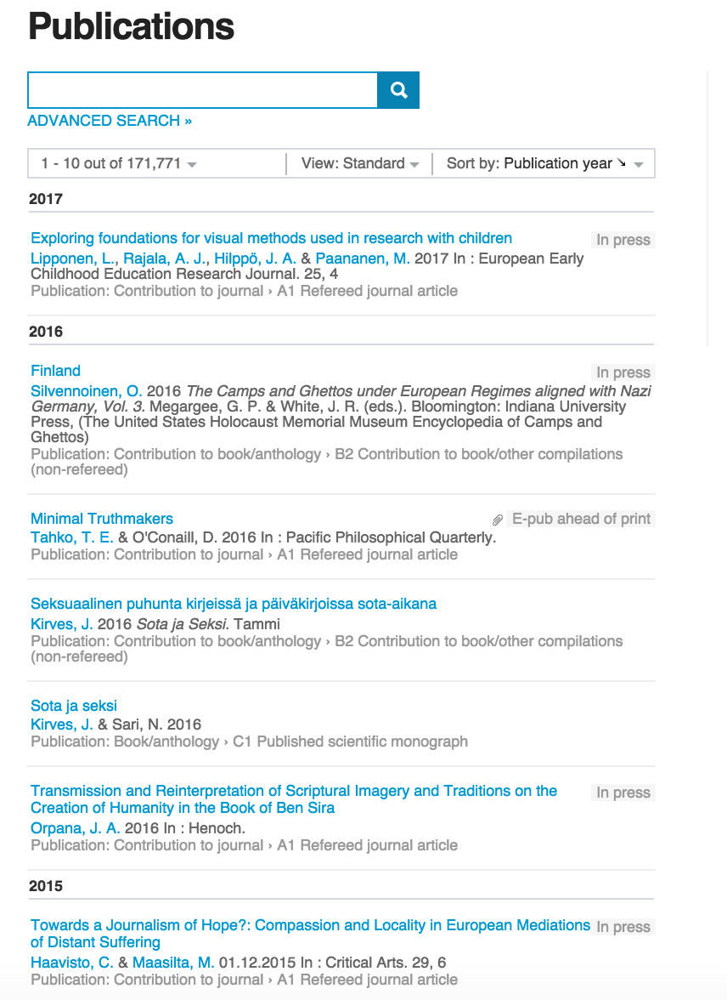 Publications
ADVANCED SEARCH »
1 - 10 out of 171,771 View: Standard Sort by: Publication year
2017
Exploring foundations for visual methods used in research with children In press
Lipponen, L., Rajala, A. J., Hilppö, J. A. & Paananen, M. 2017 In : European Early
Childhood Education Research Journal. 25, 4
Publication: Contribution to journal › A1 Refereed journal article
2016
Finland In press
Silvennoinen, O. 2016 The Camps and Ghettos under European Regimes aligned with Nazi
Germany, Vol. 3. Megargee, G. P. & White, J. R. (eds.). Bloomington: Indiana University
Press, (The United States Holocaust Memorial Museum Encyclopedia of Camps and
Ghettos)
Publication: Contribution to book/anthology › B2 Contribution to book/other compilations
(non-refereed)
Minimal Truthmakers E-pub ahead of print
Tahko, T. E. & O'Conaill, D. 2016 In : Pacific Philosophical Quarterly.
Publication: Contribution to journal › A1 Refereed journal article
Seksuaalinen puhunta kirjeissä ja päiväkirjoissa sota-aikana
Kirves, J. 2016 Sota ja Seksi. Tammi
Publication: Contribution to book/anthology › B2 Contribution to book/other compilations
(non-refereed)
Sota ja seksi
Kirves, J. & Sari, N. 2016
Publication: Book/anthology › C1 Published scientific monograph
Transmission and Reinterpretation of Scriptural Imagery and Traditions on the In press
Creation of Humanity in the Book of Ben Sira
Orpana, J. A. 2016 In : Henoch.
Publication: Contribution to journal › A1 Refereed journal article
2015
Towards a Journalism of Hope?: Compassion and Locality in European Mediations In press
of Distant Suffering
Haavisto, C. & Maasilta, M. 01.12.2015 In : Critical Arts. 29, 6
Publication: Contribution to journal › A1 Refereed journal article